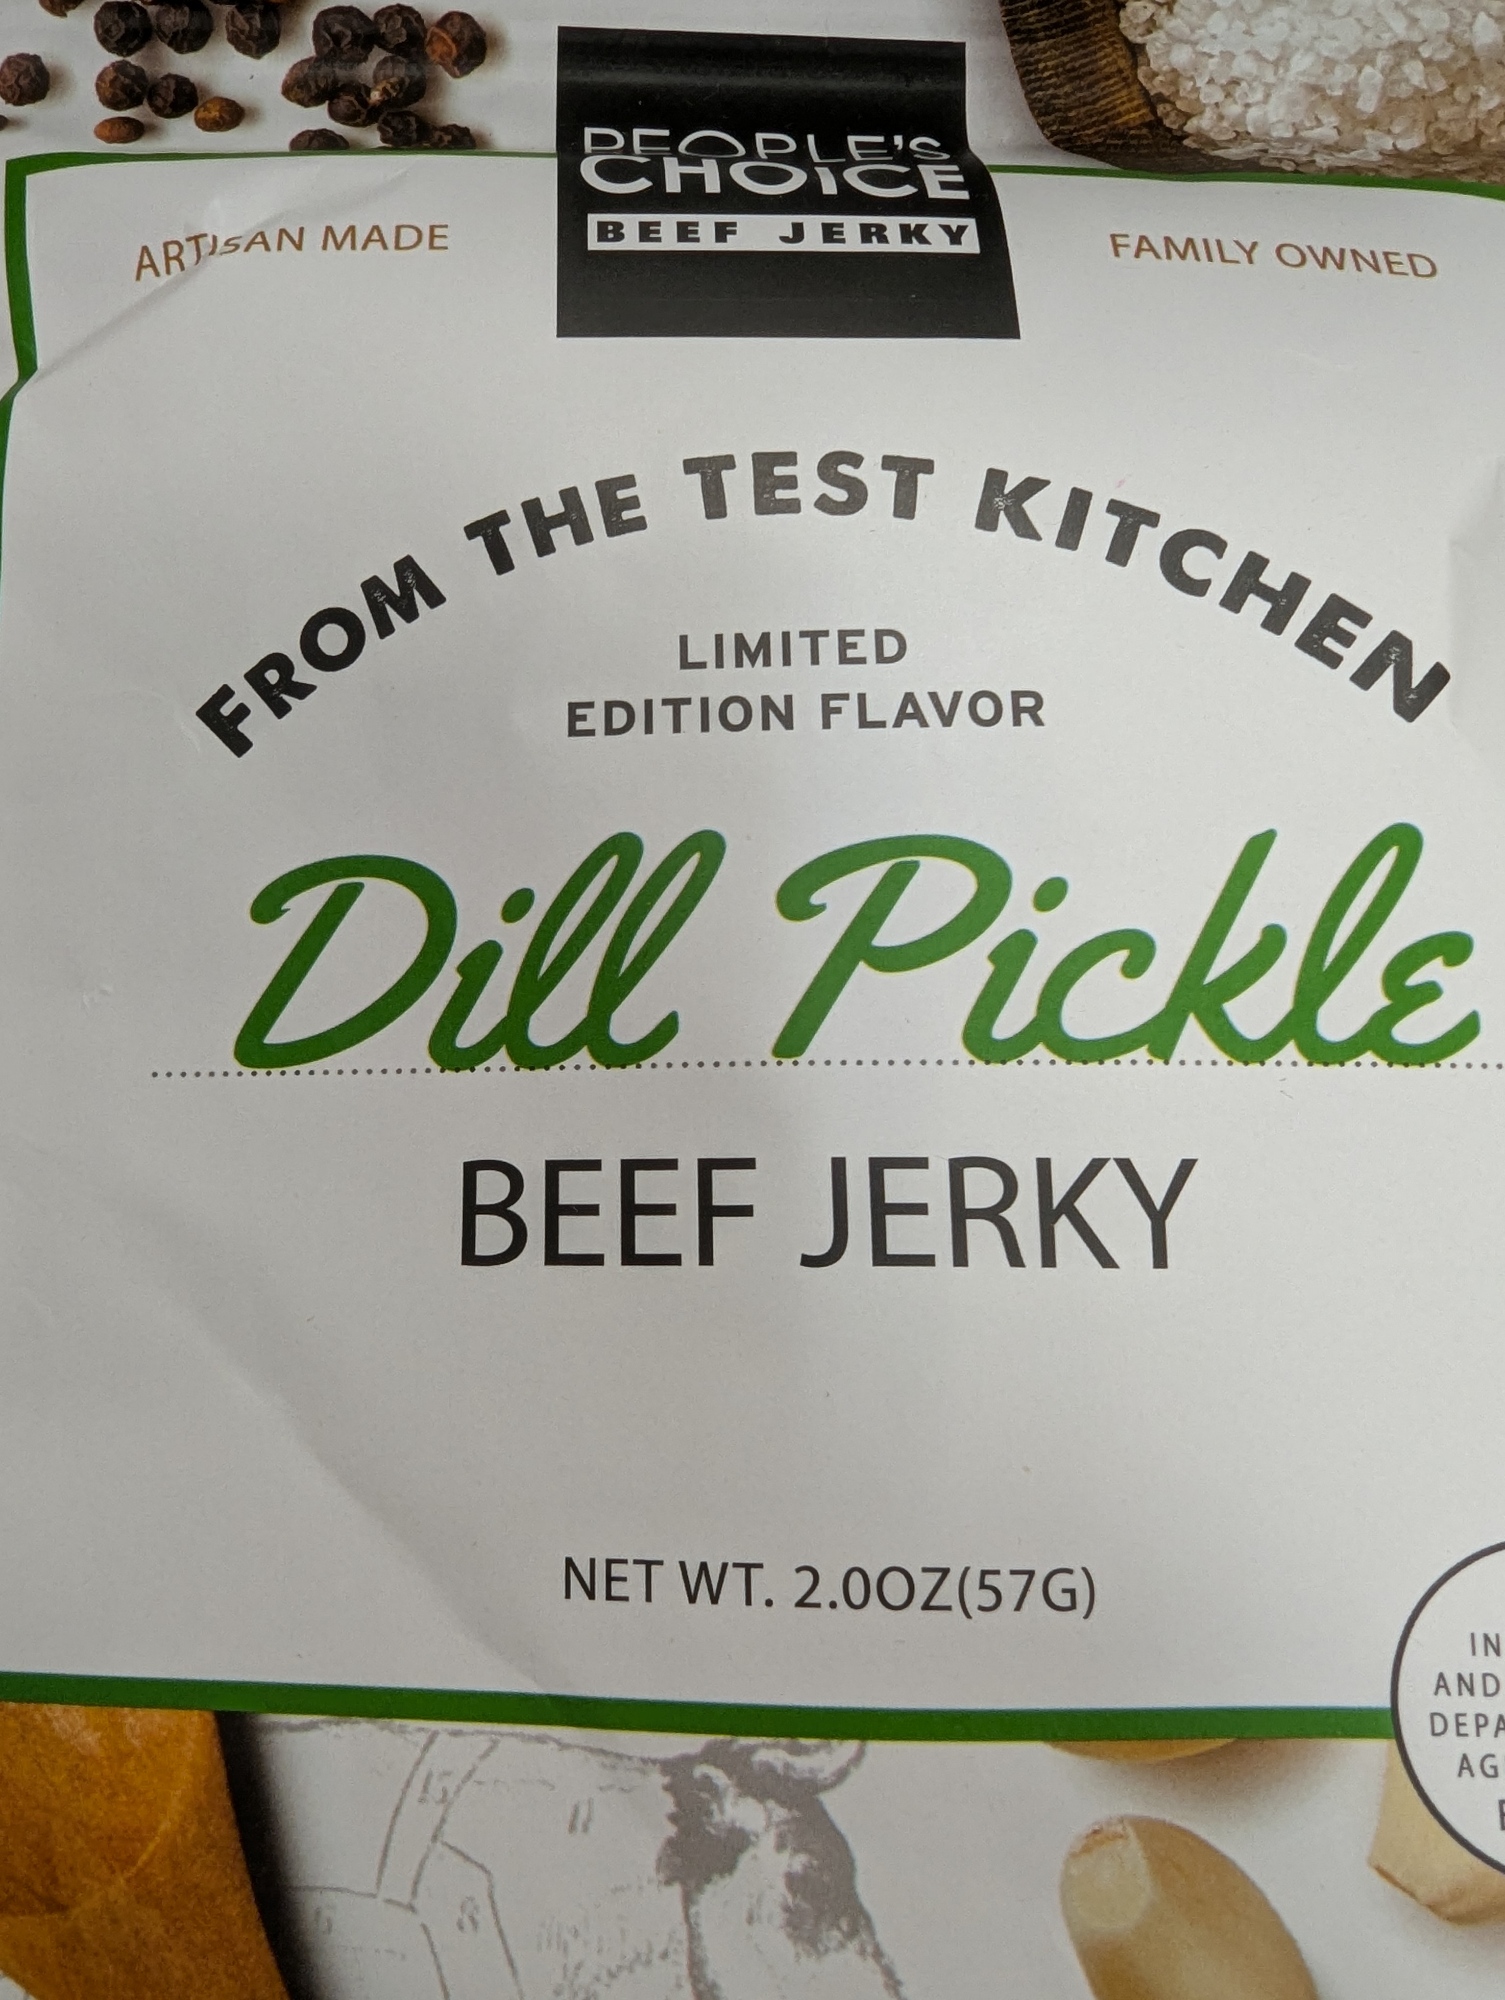 PEOPLE'S
CHOICE
BEEF JERKY
ARTISAN MADE
FAMILY OWNED
FROM THE TEST KITCHEN
LIMITED
EDITION FLAVOR
Dill Pickle
BEEF JERKY
NET WT. 2.0OZ(57G)
AND